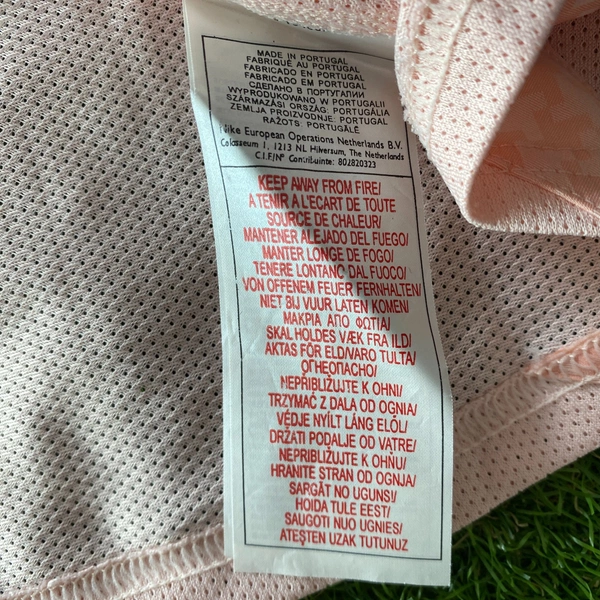 MADE IN PORTUGAL
FABRIQUÉ AU PORTUGAL
FABRICADO EN PORTUGAL
FABRICADO EM PORTUGAL
СДЕЛАНО В ПОРТУГАЛИИ
WYPRODUKOWANO W PORTUGALII
SZÁRMAZÁSI ORSZÁG: PORTUGÁLIA
ZEMLJA PROIZVODNJE: PORTUGAL
RAŽOTS: PORTUGĀLĒ
Nike European Operations Netherlands B.V.
Colosseum 1, 1213 NL Hilversum, The Netherlands
C.I.F/Nº Contribuinte: 802820323
KEEP AWAY FROM FIRE/
A TENIR A L'ECART DE TOUTE
SOURCE DE CHALEUR/
MANTENER ALEJADO DEL FUEGO/
MANTER LONGE DE FOGO/
TENERE LONTANO DAL FUOCO/
VON OFFENEM FEUER FERNHALTEN/
NIET BIJ VUUR LATEN KOMEN/
ΜΑΚΡΙΑ ΑΠΟ ΦΩΤΙΑ/
SKAL HOLDES VÆK FRA ILD/
AKTAS FÖR ELD/VARO TULTA/
ОГНЕОПАСНО/
NEPŘIBLIŽUJTE K OHNI/
TRZYMAĆ Z DALA OD OGNIA/
VÉDJE NYÍLT LÁNG ELŐL/
DRŽATI PODALJE OD VATRE/
NEPRIBLIŽUJTE K OHŇU/
HRANITE STRAN OD OGNJA/
SARGĀT NO UGUNS!/
HOIDA TULE EEST/
SAUGOTI NUO UGNIES/
ATEŞTEN UZAK TUTUNUZ